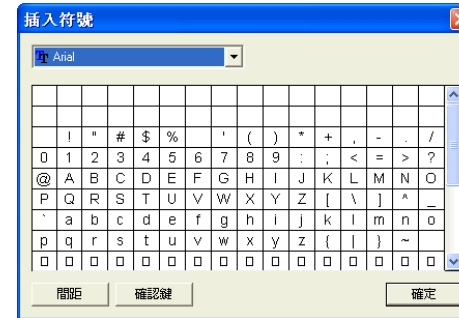 插入符號
Arial
! " # $ % ' ( ) * + , - . /
0 1 2 3 4 5 6 7 8 9 : ; < = > ?
@ A B C D E F G H I J K L M N O
P Q R S T U V W X Y Z [ \ ] ^ _
` a b c d e f g h i j k l m n o
p q r s t u v w x y z { | } ~
間距 確認鍵 確定